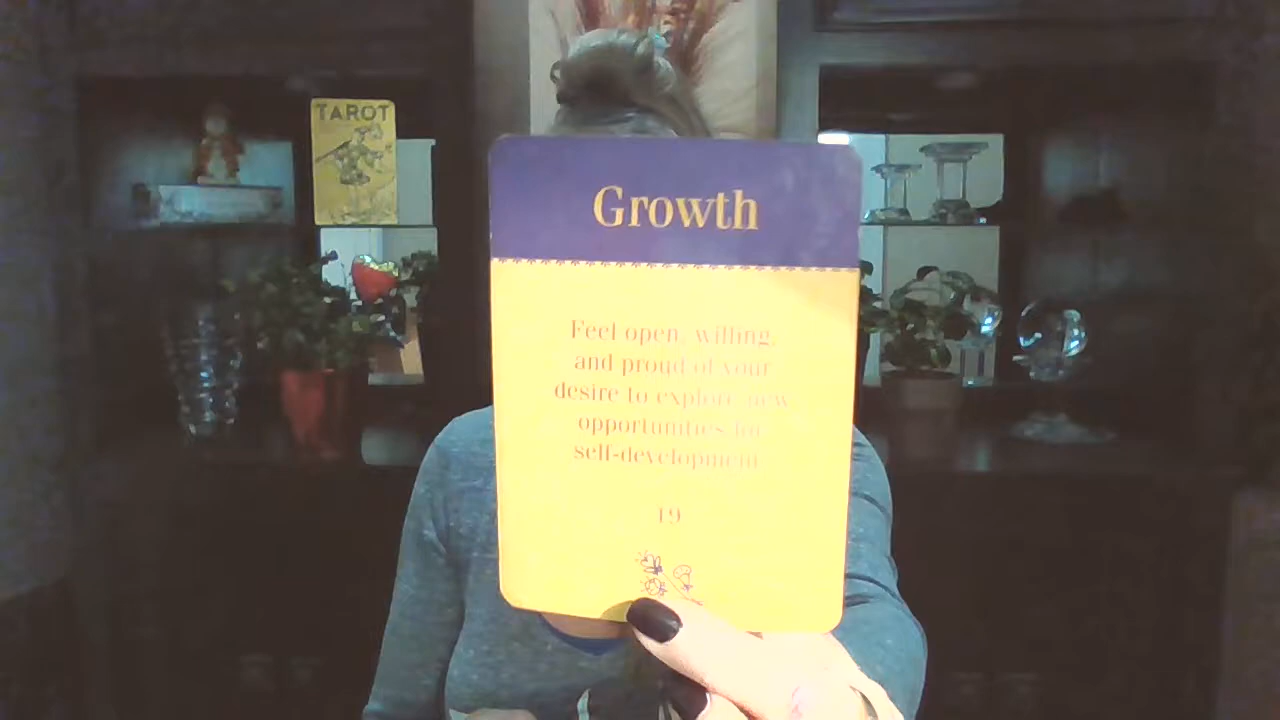 TAROT
Growth
Feel open, willing,
and proud of your
desire to explore new
opportunities for
self-development.
19